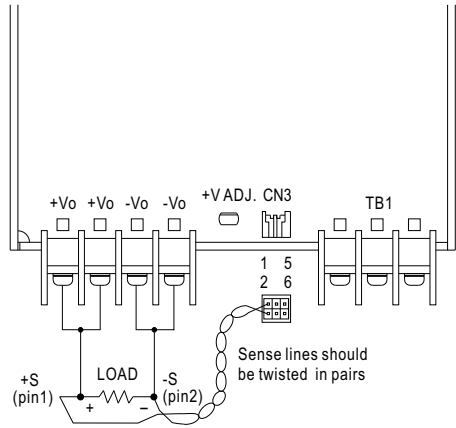 +Vo +Vo -Vo -Vo +V ADJ. CN3 TB1
1 5
2 6
Sense lines should
be twisted in pairs
+S
(pin1)
LOAD
+ −
-S
(pin2)